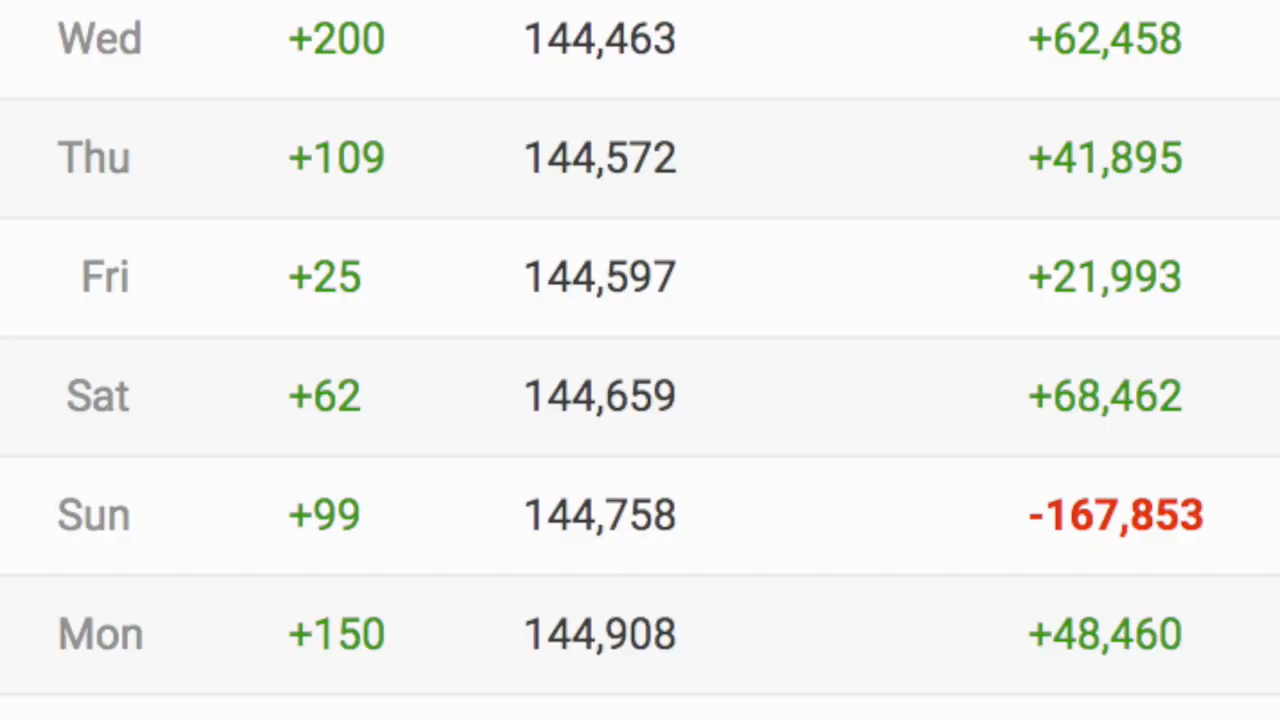 Wed +200 144,463 +62,458
Thu +109 144,572 +41,895
Fri +25 144,597 +21,993
Sat +62 144,659 +68,462
Sun +99 144,758 -167,853
Mon +150 144,908 +48,460